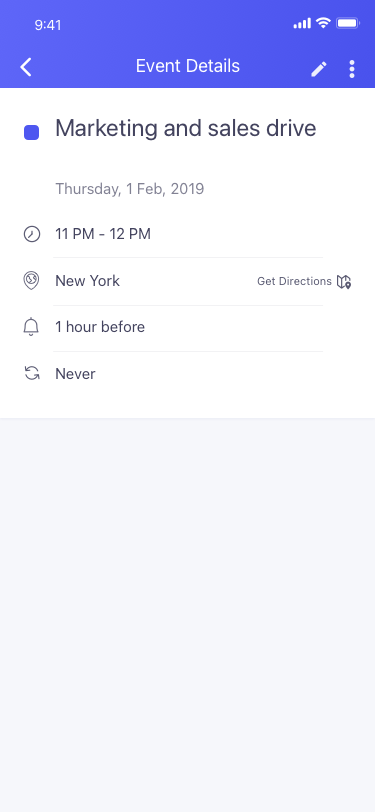 9:41
Event Details
Marketing and sales drive
Thursday, 1 Feb, 2019
11 PM - 12 PM
New York
Get Directions
1 hour before
Never